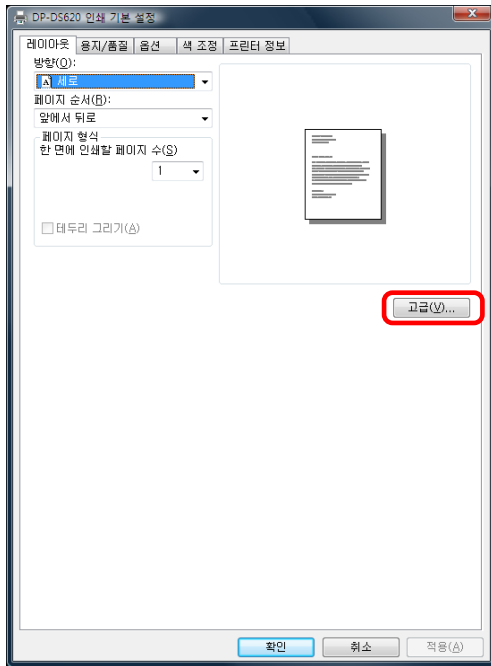 DP-DS620 인쇄 기본 설정
레이아웃 용지/품질 옵션 색 조정 프린터 정보
방향(O):
A 세로
페이지 순서(R):
앞에서 뒤로
페이지 형식
한 면에 인쇄할 페이지 수(S)
1
테두리 그리기(A)
고급(V)...
확인 취소 적용(A)